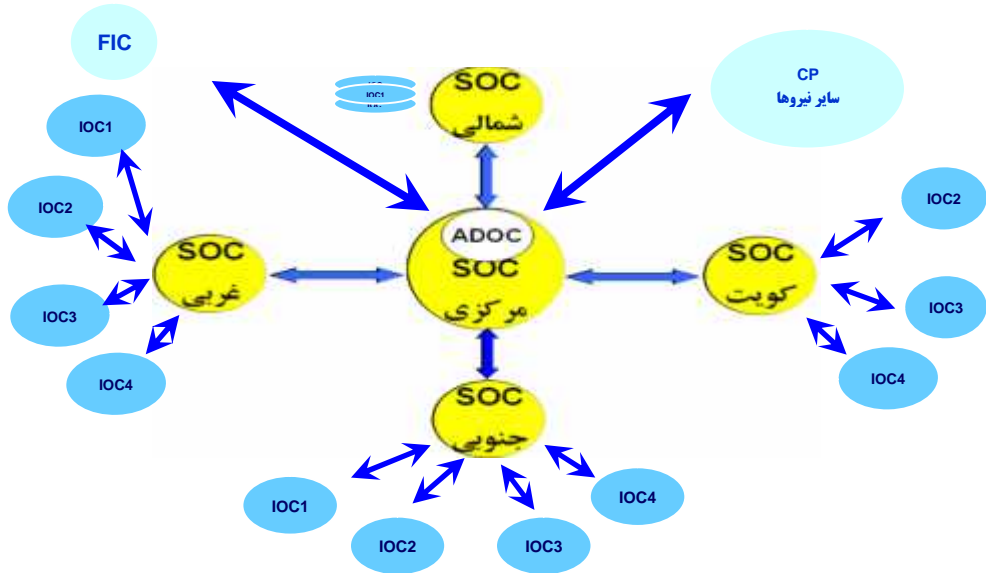 FIC
IOC1
SOC
شمالی
CP
سایر نیروها
IOC1
IOC2
IOC2
ADOC
SOC
مرکزی
SOC
غربی
SOC
کویت
IOC3
IOC3
IOC4
IOC4
SOC
جنوبی
IOC1
IOC2
IOC3
IOC4